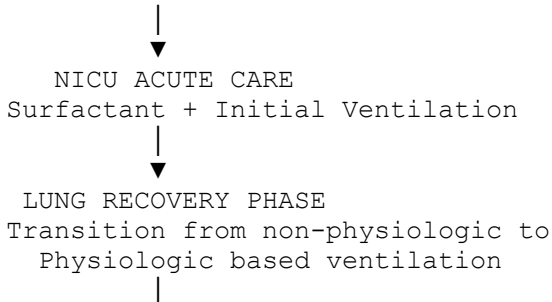 NICU ACUTE CARE
Surfactant + Initial Ventilation
LUNG RECOVERY PHASE
Transition from non-physiologic to
Physiologic based ventilation